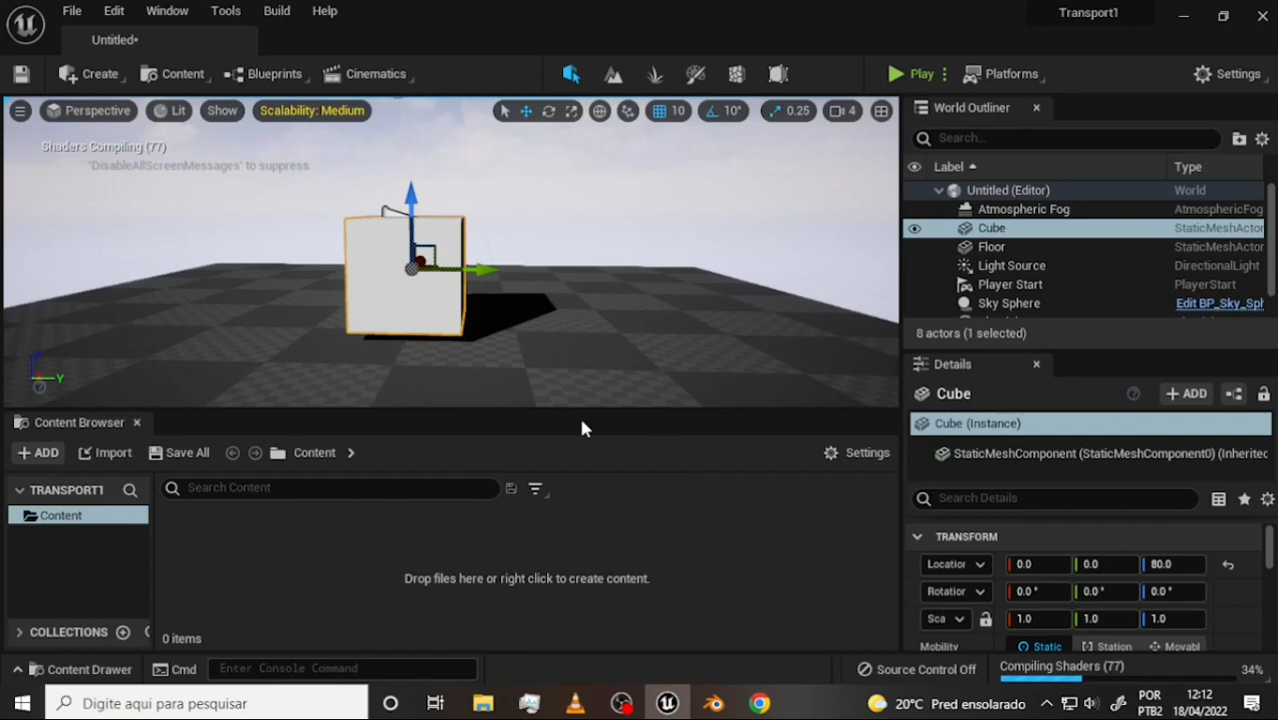 File Edit Window Tools Build Help
Transport1
Untitled*
Create Content Blueprints Cinematics Play Platforms Settings
Perspective Lit Show Scalability: Medium 10 10° 0.25 4
Shaders Compiling (77)
'DisableAllScreenMessages' to suppress
Y
World Outliner
Search...
Label Type
Untitled (Editor) World
Atmospheric Fog AtmosphericFog
Cube StaticMeshActor
Floor StaticMeshActor
Light Source DirectionalLight
Player Start PlayerStart
Sky Sphere Edit BP_Sky_Sph
8 actors (1 selected)
Details
Cube + ADD
Cube (Instance)
StaticMeshComponent (StaticMeshComponent0) (Inherited
Search Details
TRANSFORM
Location 0.0 0.0 80.0
Rotation 0.0° 0.0° 0.0°
Sca 1.0 1.0 1.0
Mobility Static Station Movabl
Content Browser
+ ADD Import Save All Content Settings
TRANSPORT1
Search Content
Content
Drop files here or right click to create content.
COLLECTIONS
0 items
Content Drawer Cmd Enter Console Command Source Control Off Compiling Shaders (77) 34%
Digite aqui para pesquisar
20°C Pred ensolarado
POR
PTB2
12:12
18/04/2022